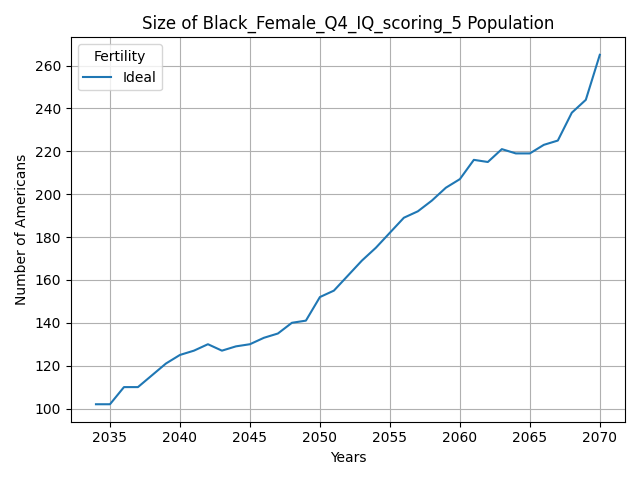 Size of Black_Female_Q4_IQ_scoring_5 Population
Fertility
Ideal
Number of Americans
260
240
220
200
180
160
140
120
100
2035 2040 2045 2050 2055 2060 2065 2070
Years